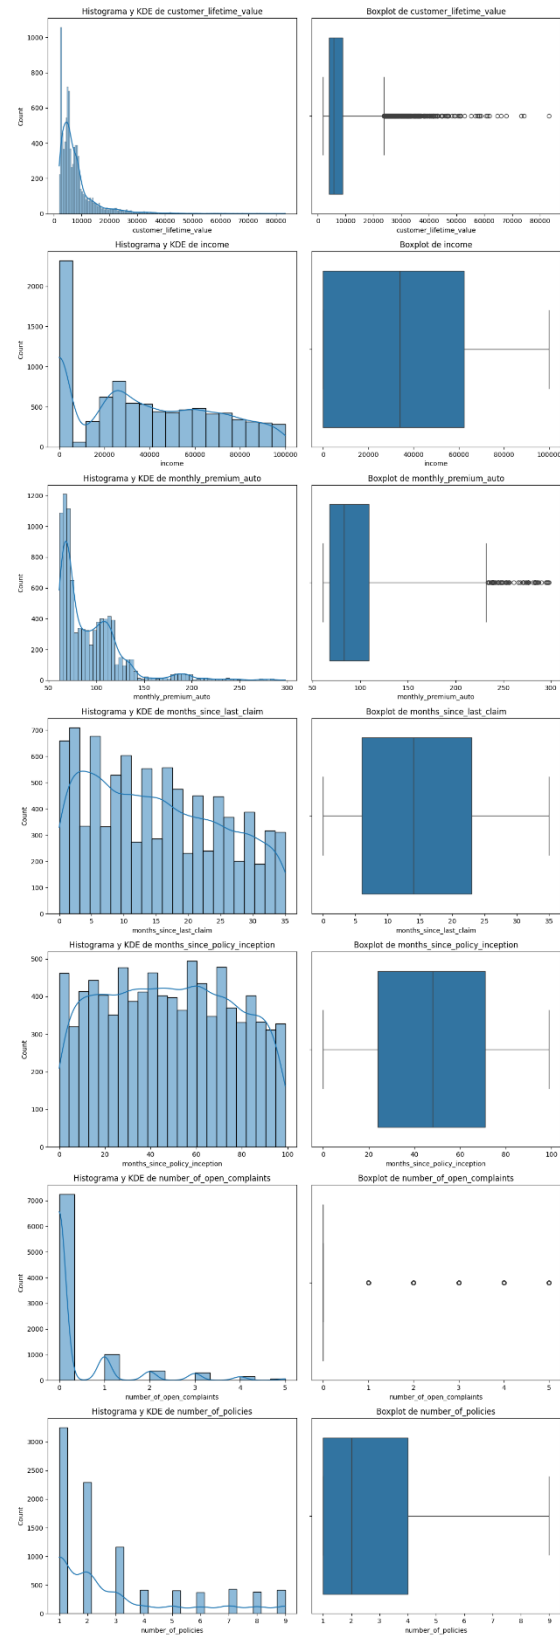 Histograma y KDE de customer_lifetime_value
Boxplot de customer_lifetime_value
1000
800
600
400
200
0
Count
0 10000 20000 30000 40000 50000 60000 70000 80000
customer_lifetime_value
0 10000 20000 30000 40000 50000 60000 70000 80000
customer_lifetime_value
Histograma y KDE de income
Boxplot de income
2000
1500
1000
500
0
Count
0 20000 40000 60000 80000 100000
income
0 20000 40000 60000 80000 100000
income
Histograma y KDE de monthly_premium_auto
Boxplot de monthly_premium_auto
1200
1000
800
600
400
200
0
Count
50 100 150 200 250 300
monthly_premium_auto
50 100 150 200 250 300
monthly_premium_auto
Histograma y KDE de months_since_last_claim
Boxplot de months_since_last_claim
700
600
500
400
300
200
100
0
Count
0 5 10 15 20 25 30 35
months_since_last_claim
0 5 10 15 20 25 30 35
months_since_last_claim
Histograma y KDE de months_since_policy_inception
Boxplot de months_since_policy_inception
500
400
300
200
100
0
Count
0 20 40 60 80 100
months_since_policy_inception
0 20 40 60 80 100
months_since_policy_inception
Histograma y KDE de number_of_open_complaints
Boxplot de number_of_open_complaints
7000
6000
5000
4000
3000
2000
1000
0
Count
0 1 2 3 4 5
number_of_open_complaints
0 1 2 3 4 5
number_of_open_complaints
Histograma y KDE de number_of_policies
Boxplot de number_of_policies
3000
2500
2000
1500
1000
500
0
Count
1 2 3 4 5 6 7 8 9
number_of_policies
1 2 3 4 5 6 7 8 9
number_of_policies